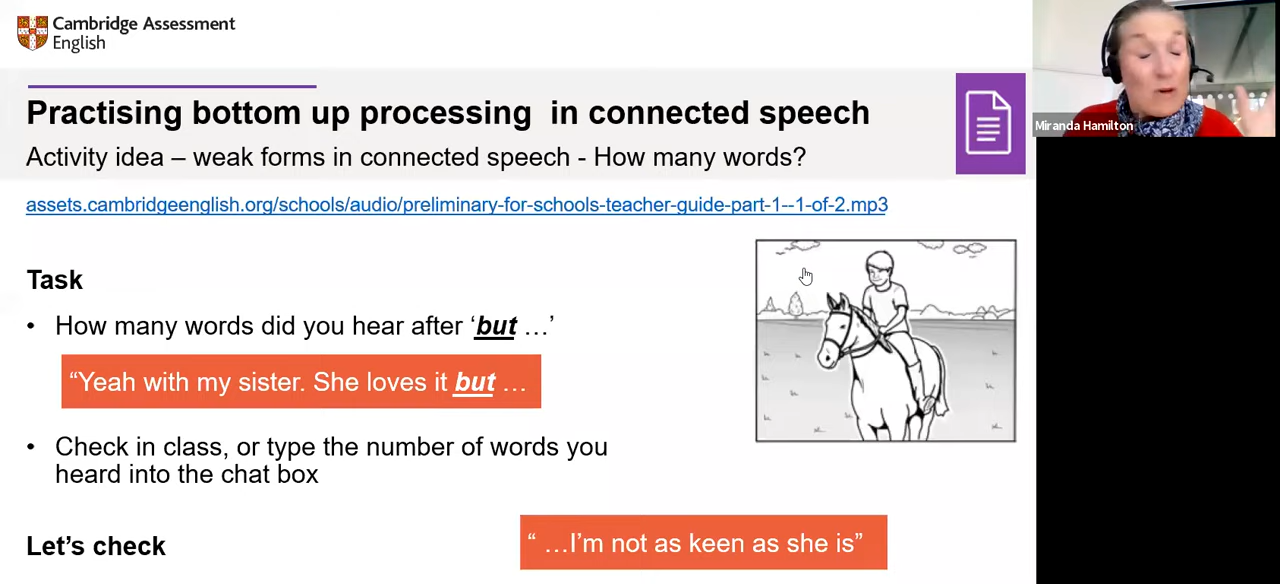 Cambridge Assessment
English
Practising bottom up processing in connected speech
Activity idea – weak forms in connected speech - How many words?
Miranda Hamilton
assets.cambridgeenglish.org/schools/audio/preliminary-for-schools-teacher-guide-part-1--1-of-2.mp3
Task
• How many words did you hear after ‘but …’
“Yeah with my sister. She loves it but …
• Check in class, or type the number of words you
heard into the chat box
Let’s check
“ …I’m not as keen as she is”